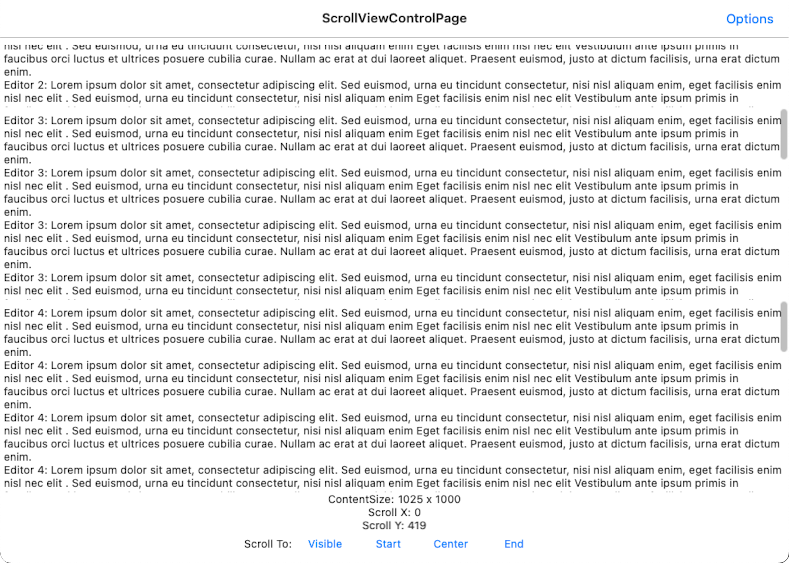 ScrollViewControlPage
Options
nisl nec elit . Sed euismod, urna eu tincidunt consectetur, nisi nisl aliquam enim Eget facilisis enim nisl nec elit Vestibulum ante ipsum primis in
faucibus orci luctus et ultrices posuere cubilia curae. Nullam ac erat at dui laoreet aliquet. Praesent euismod, justo at dictum facilisis, urna erat dictum
enim.
Editor 2: Lorem ipsum dolor sit amet, consectetur adipiscing elit. Sed euismod, urna eu tincidunt consectetur, nisi nisl aliquam enim, eget facilisis enim
nisl nec elit . Sed euismod, urna eu tincidunt consectetur, nisi nisl aliquam enim Eget facilisis enim nisl nec elit Vestibulum ante ipsum primis in
Editor 3: Lorem ipsum dolor sit amet, consectetur adipiscing elit. Sed euismod, urna eu tincidunt consectetur, nisi nisl aliquam enim, eget facilisis enim
nisl nec elit . Sed euismod, urna eu tincidunt consectetur, nisi nisl aliquam enim Eget facilisis enim nisl nec elit Vestibulum ante ipsum primis in
faucibus orci luctus et ultrices posuere cubilia curae. Nullam ac erat at dui laoreet aliquet. Praesent euismod, justo at dictum facilisis, urna erat dictum
enim.
Editor 3: Lorem ipsum dolor sit amet, consectetur adipiscing elit. Sed euismod, urna eu tincidunt consectetur, nisi nisl aliquam enim, eget facilisis enim
nisl nec elit . Sed euismod, urna eu tincidunt consectetur, nisi nisl aliquam enim Eget facilisis enim nisl nec elit Vestibulum ante ipsum primis in
faucibus orci luctus et ultrices posuere cubilia curae. Nullam ac erat at dui laoreet aliquet. Praesent euismod, justo at dictum facilisis, urna erat dictum
enim.
Editor 3: Lorem ipsum dolor sit amet, consectetur adipiscing elit. Sed euismod, urna eu tincidunt consectetur, nisi nisl aliquam enim, eget facilisis enim
nisl nec elit . Sed euismod, urna eu tincidunt consectetur, nisi nisl aliquam enim Eget facilisis enim nisl nec elit Vestibulum ante ipsum primis in
faucibus orci luctus et ultrices posuere cubilia curae. Nullam ac erat at dui laoreet aliquet. Praesent euismod, justo at dictum facilisis, urna erat dictum
enim.
Editor 3: Lorem ipsum dolor sit amet, consectetur adipiscing elit. Sed euismod, urna eu tincidunt consectetur, nisi nisl aliquam enim, eget facilisis enim
nisl nec elit . Sed euismod, urna eu tincidunt consectetur, nisi nisl aliquam enim Eget facilisis enim nisl nec elit Vestibulum ante ipsum primis in
Editor 4: Lorem ipsum dolor sit amet, consectetur adipiscing elit. Sed euismod, urna eu tincidunt consectetur, nisi nisl aliquam enim, eget facilisis enim
nisl nec elit . Sed euismod, urna eu tincidunt consectetur, nisi nisl aliquam enim Eget facilisis enim nisl nec elit Vestibulum ante ipsum primis in
faucibus orci luctus et ultrices posuere cubilia curae. Nullam ac erat at dui laoreet aliquet. Praesent euismod, justo at dictum facilisis, urna erat dictum
enim.
Editor 4: Lorem ipsum dolor sit amet, consectetur adipiscing elit. Sed euismod, urna eu tincidunt consectetur, nisi nisl aliquam enim, eget facilisis enim
nisl nec elit . Sed euismod, urna eu tincidunt consectetur, nisi nisl aliquam enim Eget facilisis enim nisl nec elit Vestibulum ante ipsum primis in
faucibus orci luctus et ultrices posuere cubilia curae. Nullam ac erat at dui laoreet aliquet. Praesent euismod, justo at dictum facilisis, urna erat dictum
enim.
Editor 4: Lorem ipsum dolor sit amet, consectetur adipiscing elit. Sed euismod, urna eu tincidunt consectetur, nisi nisl aliquam enim, eget facilisis enim
nisl nec elit . Sed euismod, urna eu tincidunt consectetur, nisi nisl aliquam enim Eget facilisis enim nisl nec elit Vestibulum ante ipsum primis in
faucibus orci luctus et ultrices posuere cubilia curae. Nullam ac erat at dui laoreet aliquet. Praesent euismod, justo at dictum facilisis, urna erat dictum
enim.
Editor 4: Lorem ipsum dolor sit amet, consectetur adipiscing elit. Sed euismod, urna eu tincidunt consectetur, nisi nisl aliquam enim, eget facilisis enim
nisl nec elit . Sed euismod, urna eu tincidunt consectetur, nisi nisl aliquam enim Eget facilisis enim nisl nec elit Vestibulum ante ipsum primis in
ContentSize: 1025 x 1000
Scroll X: 0
Scroll Y: 419
Scroll To: Visible Start Center End